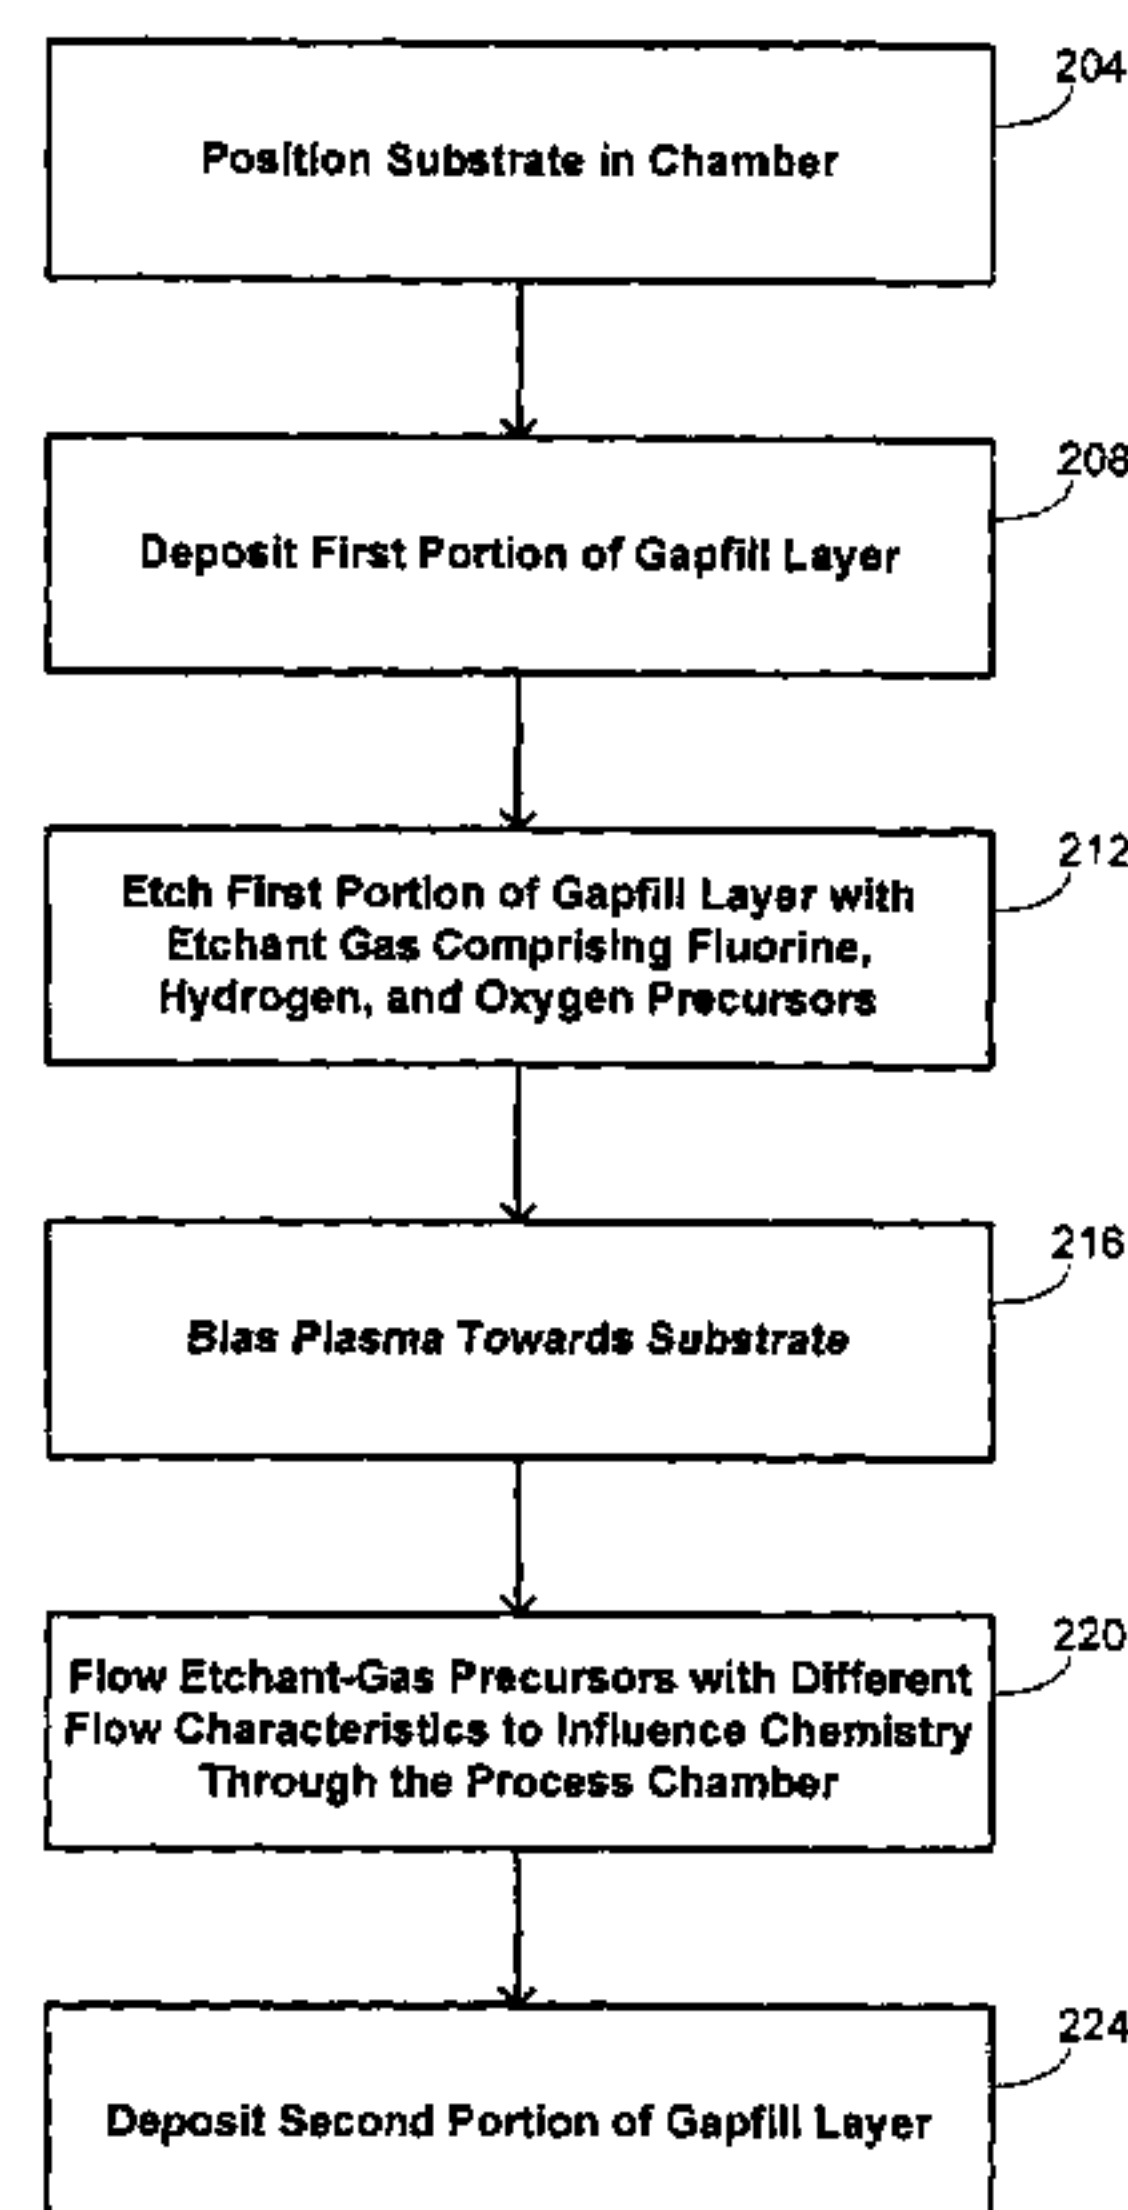 204
Position Substrate in Chamber
208
Deposit First Portion of Gapfill Layer
212
Etch First Portion of Gapfill Layer with
Etchant Gas Comprising Fluorine,
Hydrogen, and Oxygen Precursors
216
Bias Plasma Towards Substrate
220
Flow Etchant-Gas Precursors with Different
Flow Characteristics to Influence Chemistry
Through the Process Chamber
224
Deposit Second Portion of Gapfill Layer